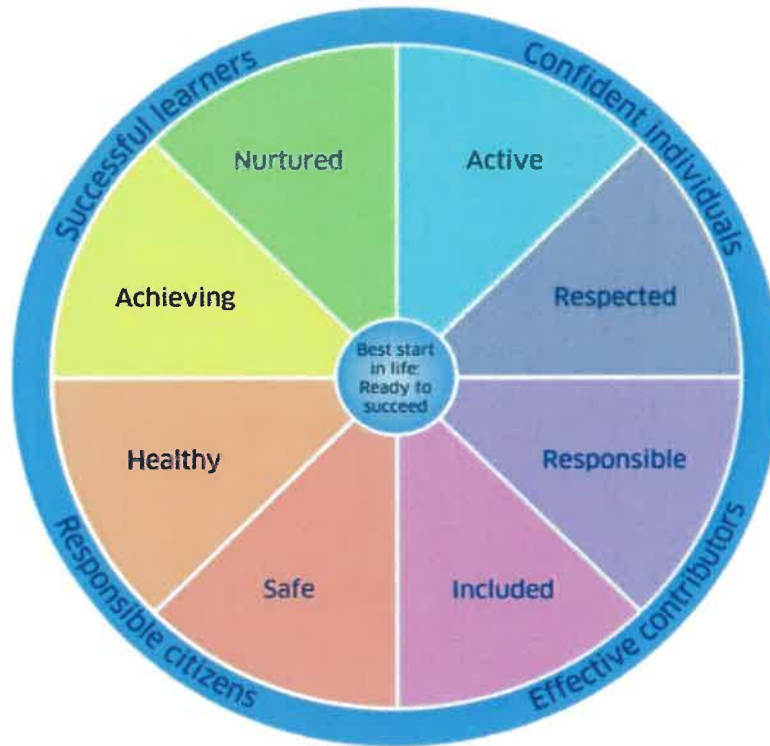 Successful learners
Confident individuals
Nurtured
Active
Achieving
Respected
Best start
in life:
Ready to
succeed
Healthy
Responsible
Safe
Included
Responsible citizens
Effective contributors